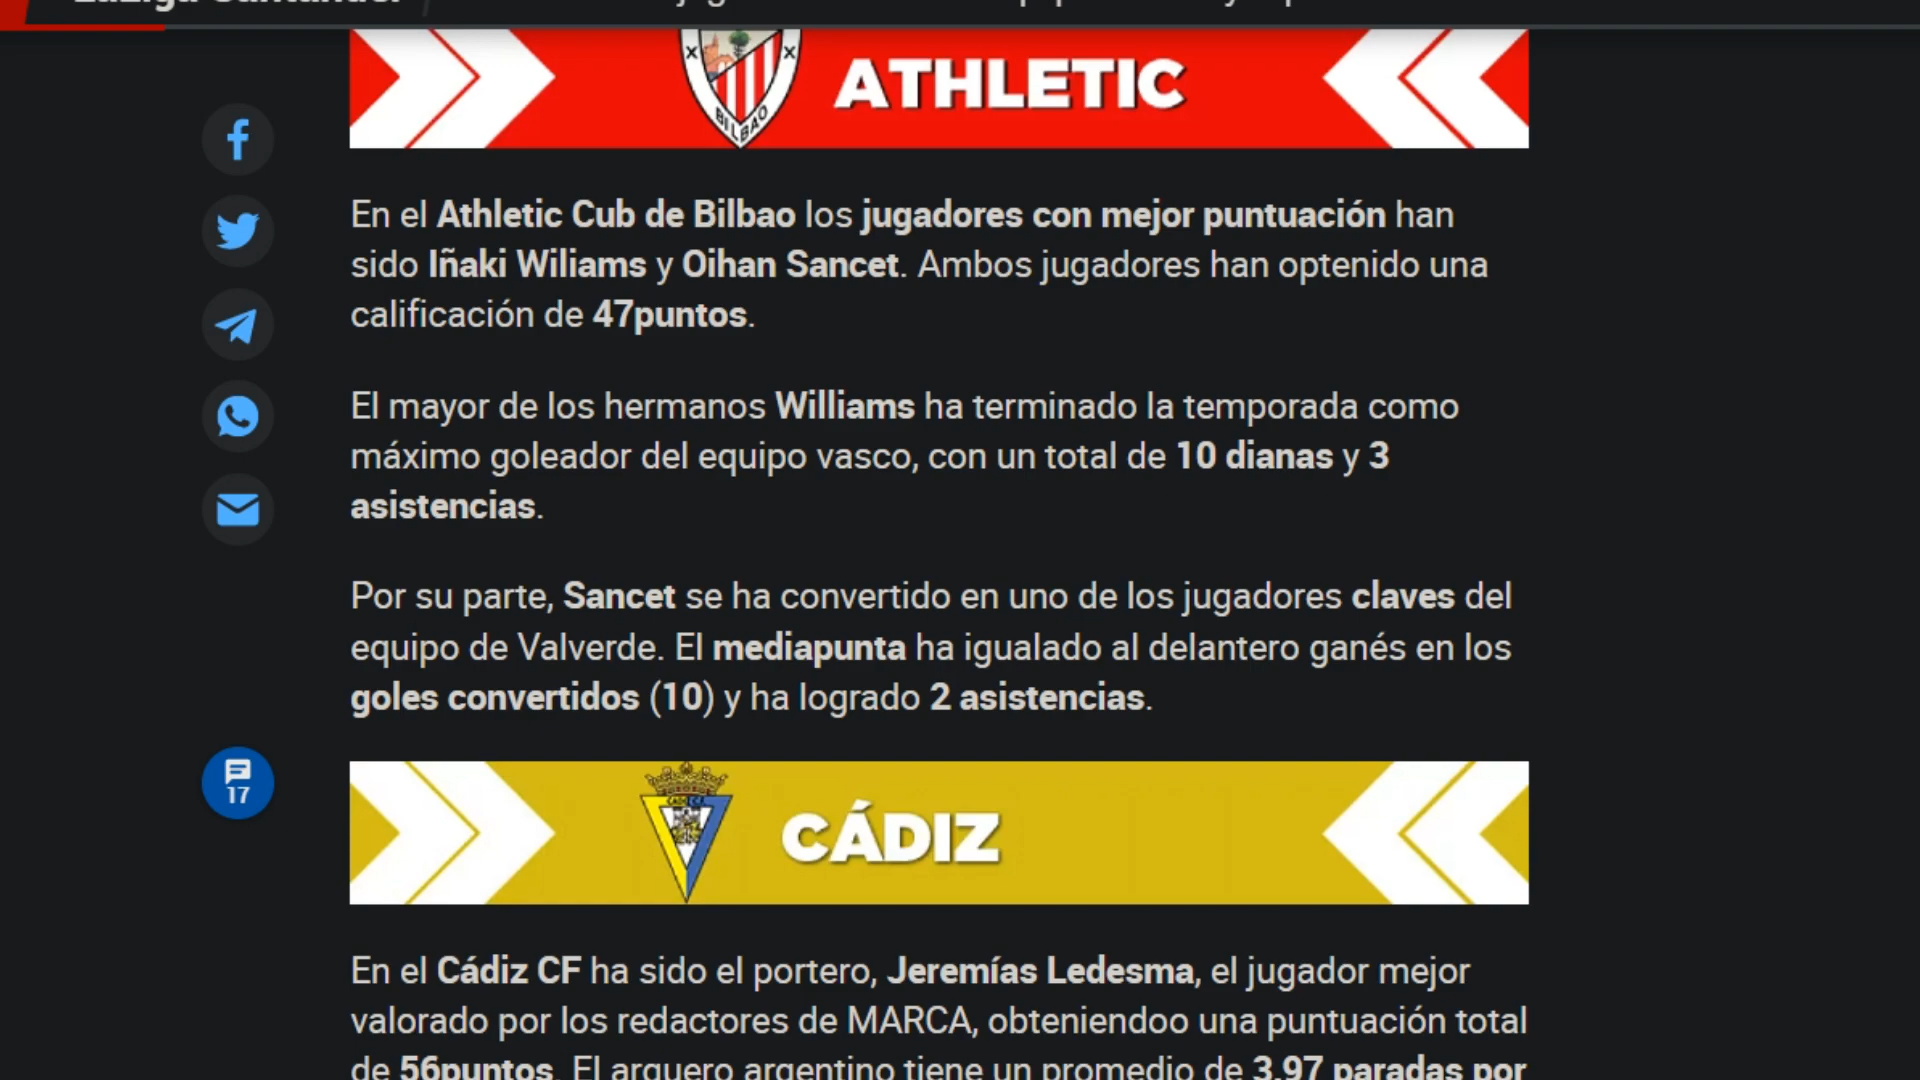 LaLiga Santander
ATHLETIC
BILBAO
En el Athletic Cub de Bilbao los jugadores con mejor puntuación han
sido Iñaki Wiliams y Oihan Sancet. Ambos jugadores han optenido una
calificación de 47puntos.
El mayor de los hermanos Williams ha terminado la temporada como
máximo goleador del equipo vasco, con un total de 10 dianas y 3
asistencias.
Por su parte, Sancet se ha convertido en uno de los jugadores claves del
equipo de Valverde. El mediapunta ha igualado al delantero ganés en los
goles convertidos (10) y ha logrado 2 asistencias.
17
CÁDIZ
En el Cádiz CF ha sido el portero, Jeremías Ledesma, el jugador mejor
valorado por los redactores de MARCA, obteniendoo una puntuación total
de 56puntos. El arquero argentino tiene un promedio de 3,97 paradas por